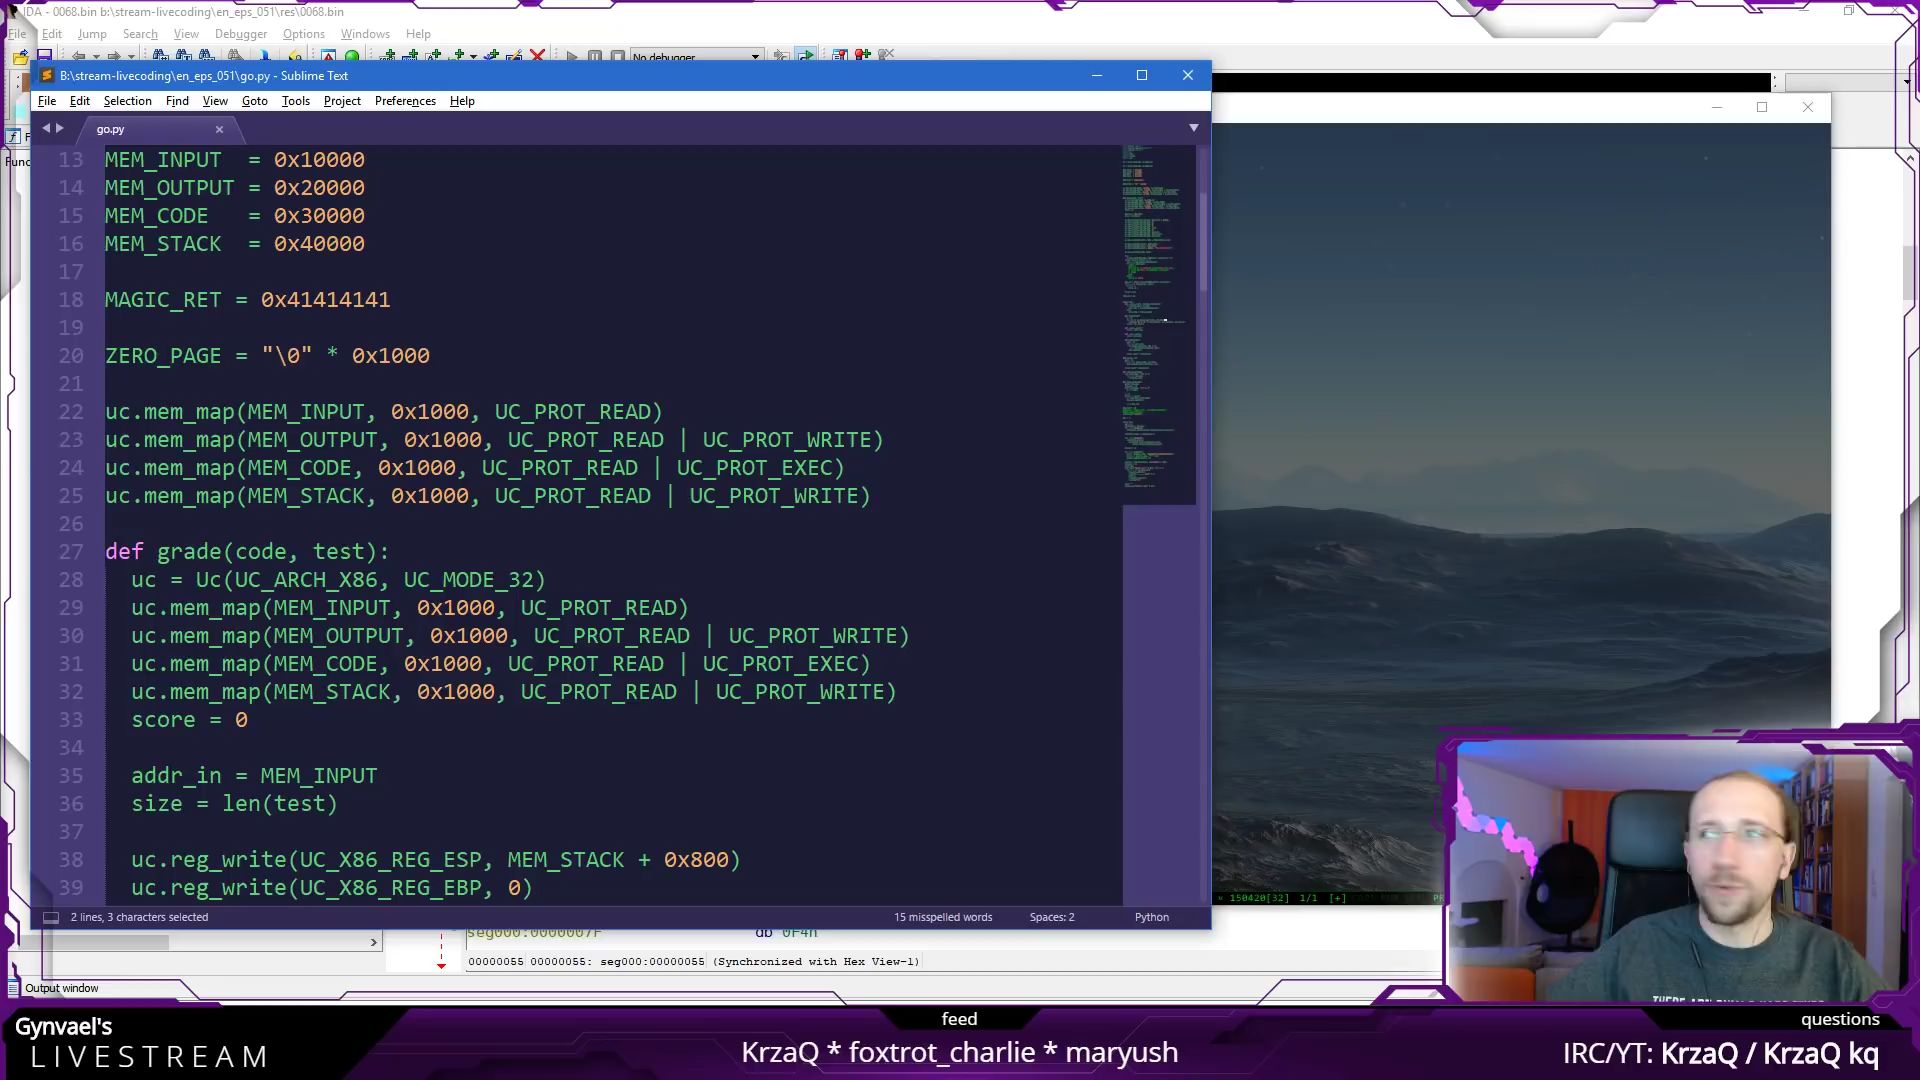 IDA - 0068.bin b:\stream-livecoding\en_eps_051\res\0068.bin
File Edit Jump Search View Debugger Options Windows Help
No debugger
B:\stream-livecoding\en_eps_051\go.py - Sublime Text
File Edit Selection Find View Goto Tools Project Preferences Help
go.py
13 MEM_INPUT = 0x10000
14 MEM_OUTPUT = 0x20000
15 MEM_CODE = 0x30000
16 MEM_STACK = 0x40000
17
18 MAGIC_RET = 0x41414141
19
20 ZERO_PAGE = "\0" * 0x1000
21
22 uc.mem_map(MEM_INPUT, 0x1000, UC_PROT_READ)
23 uc.mem_map(MEM_OUTPUT, 0x1000, UC_PROT_READ | UC_PROT_WRITE)
24 uc.mem_map(MEM_CODE, 0x1000, UC_PROT_READ | UC_PROT_EXEC)
25 uc.mem_map(MEM_STACK, 0x1000, UC_PROT_READ | UC_PROT_WRITE)
26
27 def grade(code, test):
28 uc = Uc(UC_ARCH_X86, UC_MODE_32)
29 uc.mem_map(MEM_INPUT, 0x1000, UC_PROT_READ)
30 uc.mem_map(MEM_OUTPUT, 0x1000, UC_PROT_READ | UC_PROT_WRITE)
31 uc.mem_map(MEM_CODE, 0x1000, UC_PROT_READ | UC_PROT_EXEC)
32 uc.mem_map(MEM_STACK, 0x1000, UC_PROT_READ | UC_PROT_WRITE)
33 score = 0
34
35 addr_in = MEM_INPUT
36 size = len(test)
37
38 uc.reg_write(UC_X86_REG_ESP, MEM_STACK + 0x800)
39 uc.reg_write(UC_X86_REG_EBP, 0)
» 150420[32] 1/1 [+]
2 lines, 3 characters selected 15 misspelled words Spaces: 2 Python
seg000:0000007F db 0F4h
00000055 00000055: seg000:00000055 (Synchronized with Hex View-1)
Output window
Gynvael's
LIVESTREAM
feed
KrzaQ * foxtrot_charlie * maryush
questions
IRC/YT: KrzaQ / KrzaQ kq